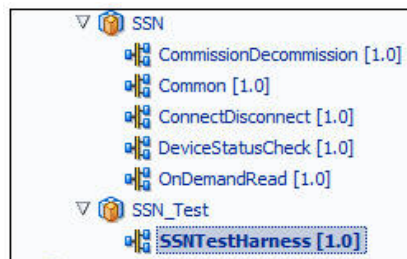 SSN
CommissionDecommission [1.0]
Common [1.0]
ConnectDisconnect [1.0]
DeviceStatusCheck [1.0]
OnDemandRead [1.0]
SSN_Test
SSNTestHarness [1.0]